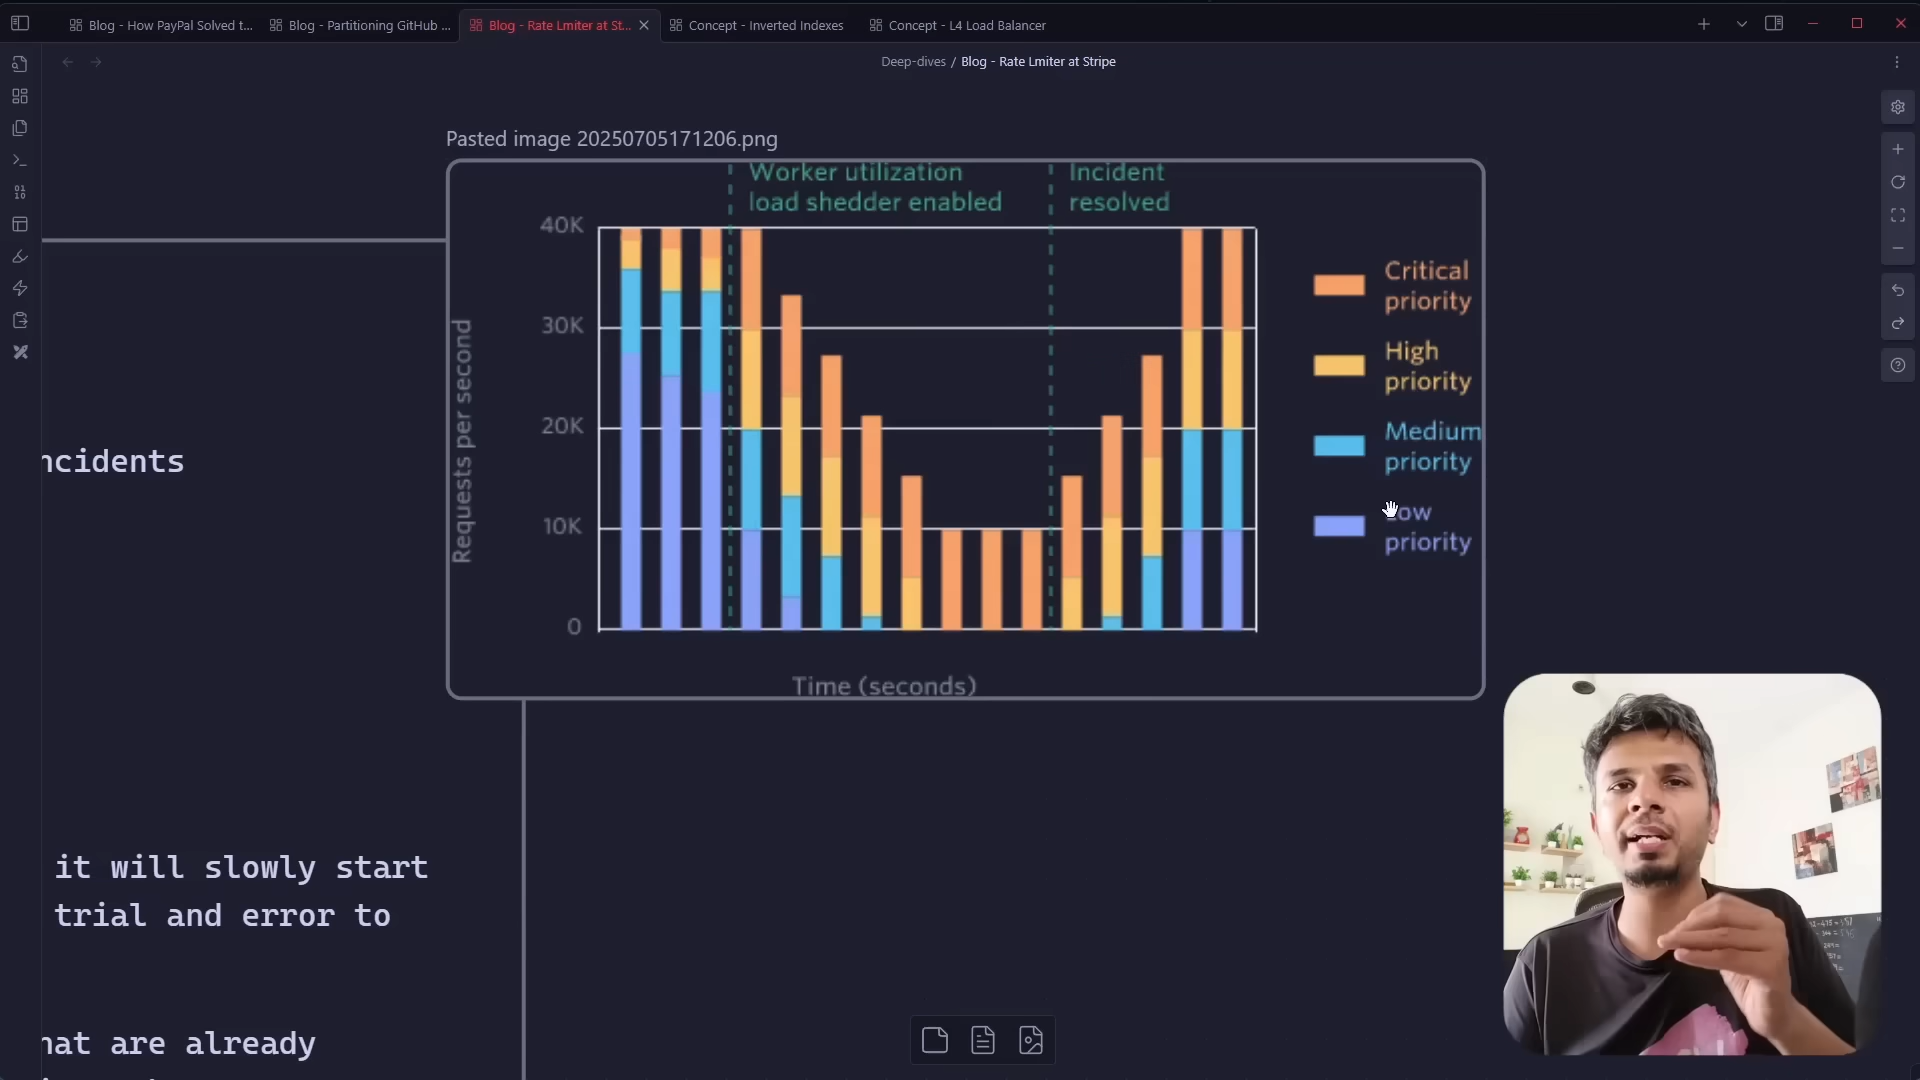 Blog - How PayPal Solved t...
Blog - Partitioning GitHub ...
Blog - Rate Lmiter at St...
Concept - Inverted Indexes
Concept - L4 Load Balancer
Deep-dives / Blog - Rate Lmiter at Stripe
Pasted image 20250705171206.png
Worker utilization
load shedder enabled
Incident
resolved
40K
30K
20K
10K
0
Requests per second
Time (seconds)
Critical
priority
High
priority
Medium
priority
Low
priority
ncidents
it will slowly start
trial and error to
hat are already